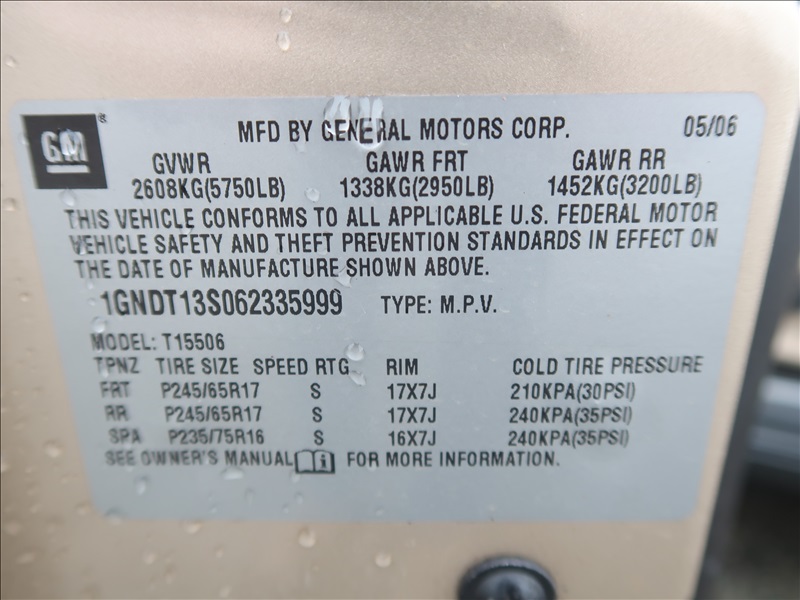 GM ®
MFD BY GENERAL MOTORS CORP. 05/06
GVWR GAWR FRT GAWR RR
2608KG(5750LB) 1338KG(2950LB) 1452KG(3200LB)
THIS VEHICLE CONFORMS TO ALL APPLICABLE U.S. FEDERAL MOTOR
VEHICLE SAFETY AND THEFT PREVENTION STANDARDS IN EFFECT ON
THE DATE OF MANUFACTURE SHOWN ABOVE.
1GNDT13S062335999 TYPE: M.P.V.
MODEL: T15506
TPNZ TIRE SIZE SPEED RTG RIM COLD TIRE PRESSURE
FRT P245/65R17 S 17X7J 210KPA(30PSI)
RR P245/65R17 S 17X7J 240KPA(35PSI)
SPA P235/75R16 S 16X7J 240KPA(35PSI)
SEE OWNER'S MANUAL i FOR MORE INFORMATION.